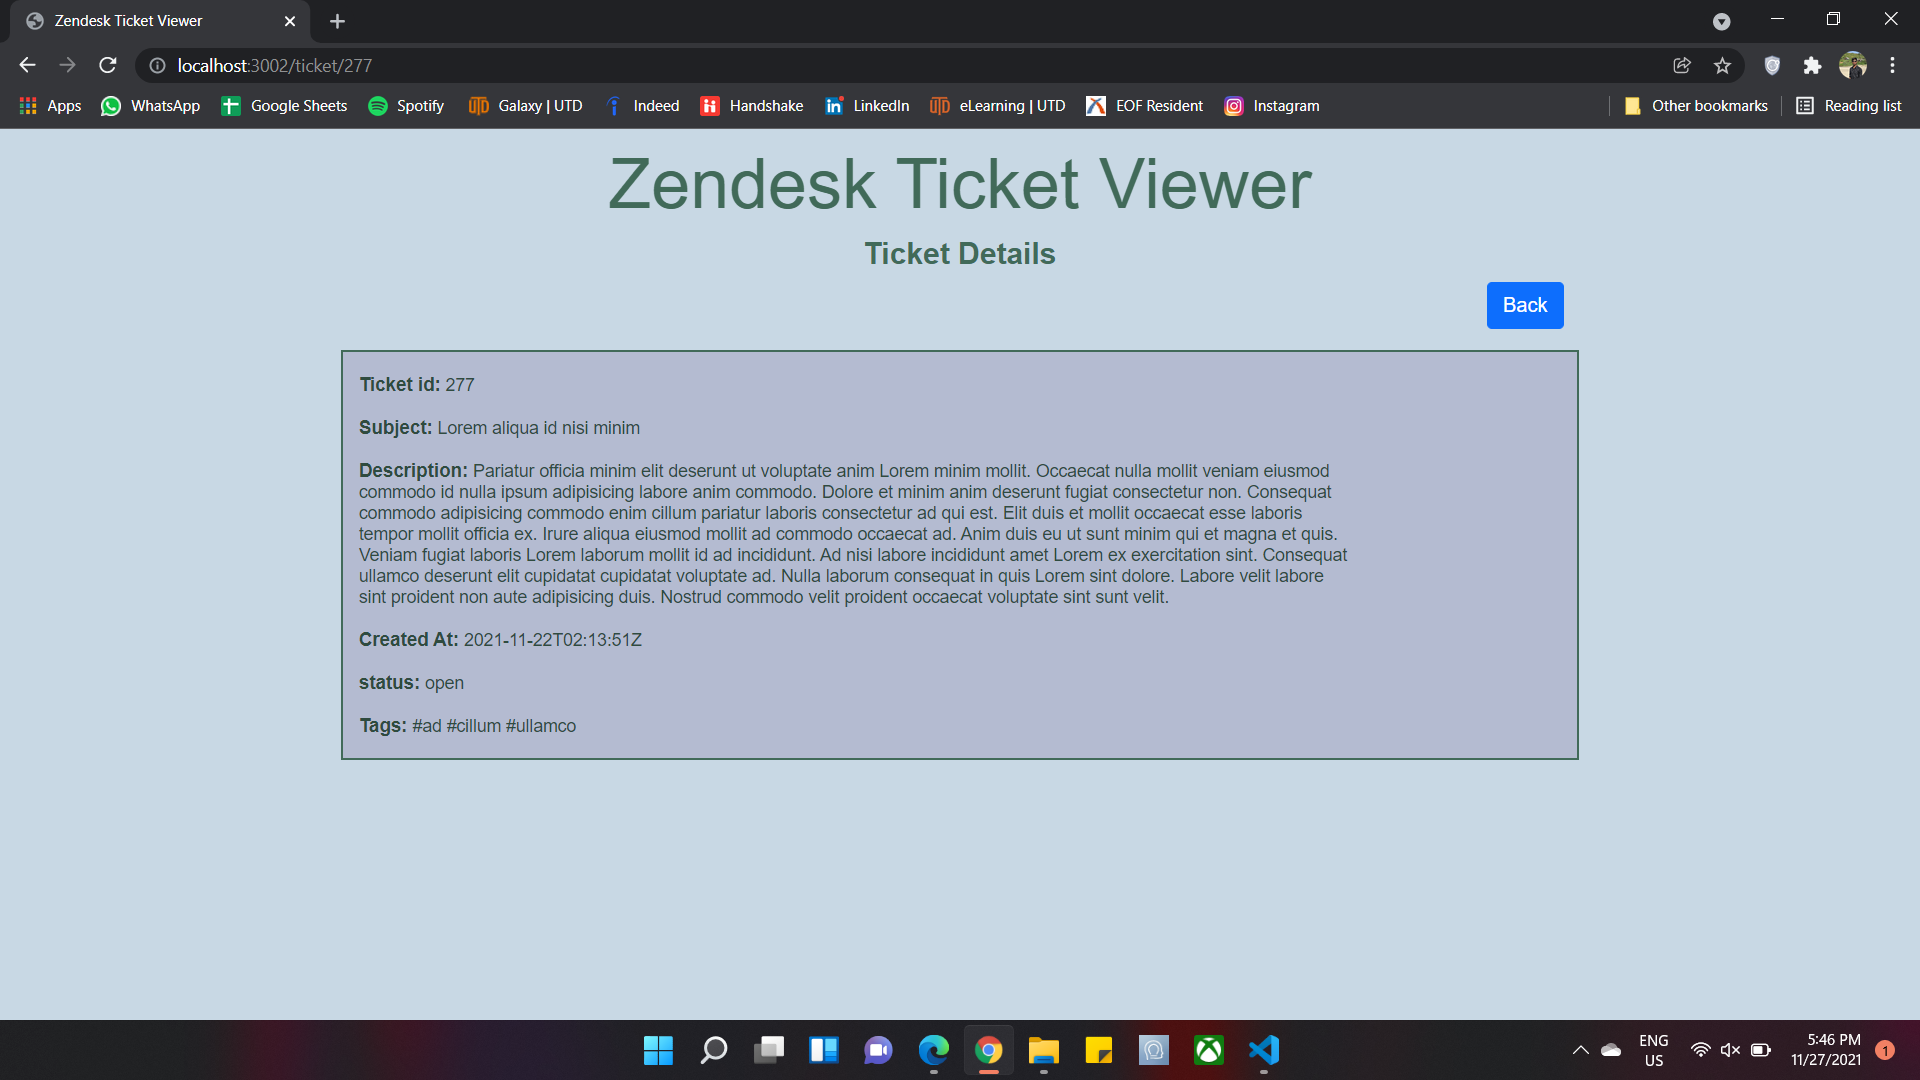 Zendesk Ticket Viewer
localhost:3002/ticket/277
Apps WhatsApp Google Sheets Spotify Galaxy | UTD Indeed Handshake LinkedIn eLearning | UTD EOF Resident Instagram Other bookmarks Reading list
Zendesk Ticket Viewer
Ticket Details
Back
Ticket id: 277
Subject: Lorem aliqua id nisi minim
Description: Pariatur officia minim elit deserunt ut voluptate anim Lorem minim mollit. Occaecat nulla mollit veniam eiusmod
commodo id nulla ipsum adipisicing labore anim commodo. Dolore et minim anim deserunt fugiat consectetur non. Consequat
commodo adipisicing commodo enim cillum pariatur laboris consectetur ad qui est. Elit duis et mollit occaecat esse laboris
tempor mollit officia ex. Irure aliqua eiusmod mollit ad commodo occaecat ad. Anim duis eu ut sunt minim qui et magna et quis.
Veniam fugiat laboris Lorem laborum mollit id ad incididunt. Ad nisi labore incididunt amet Lorem ex exercitation sint. Consequat
ullamco deserunt elit cupidatat cupidatat voluptate ad. Nulla laborum consequat in quis Lorem sint dolore. Labore velit labore
sint proident non aute adipisicing duis. Nostrud commodo velit proident occaecat voluptate sint sunt velit.
Created At: 2021-11-22T02:13:51Z
status: open
Tags: #ad #cillum #ullamco
ENG
US
5:46 PM
11/27/2021
1